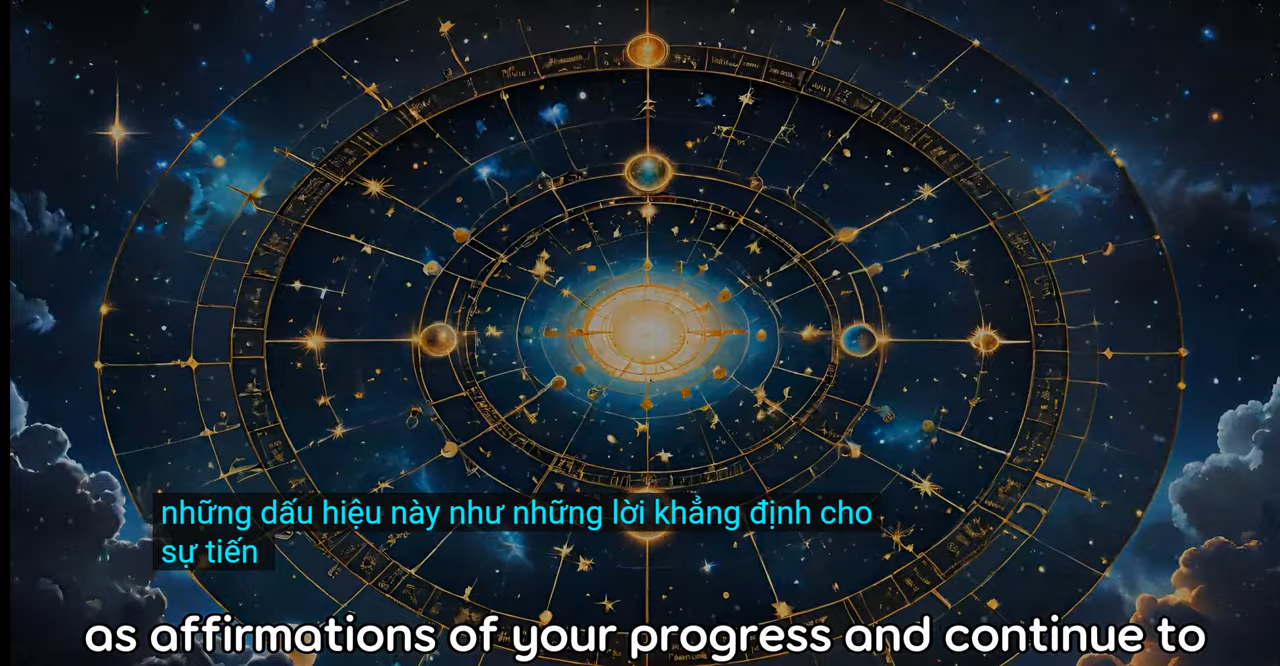 những dấu hiệu này như những lời khẳng định cho
sự tiến
as affirmations of your progress and continue to